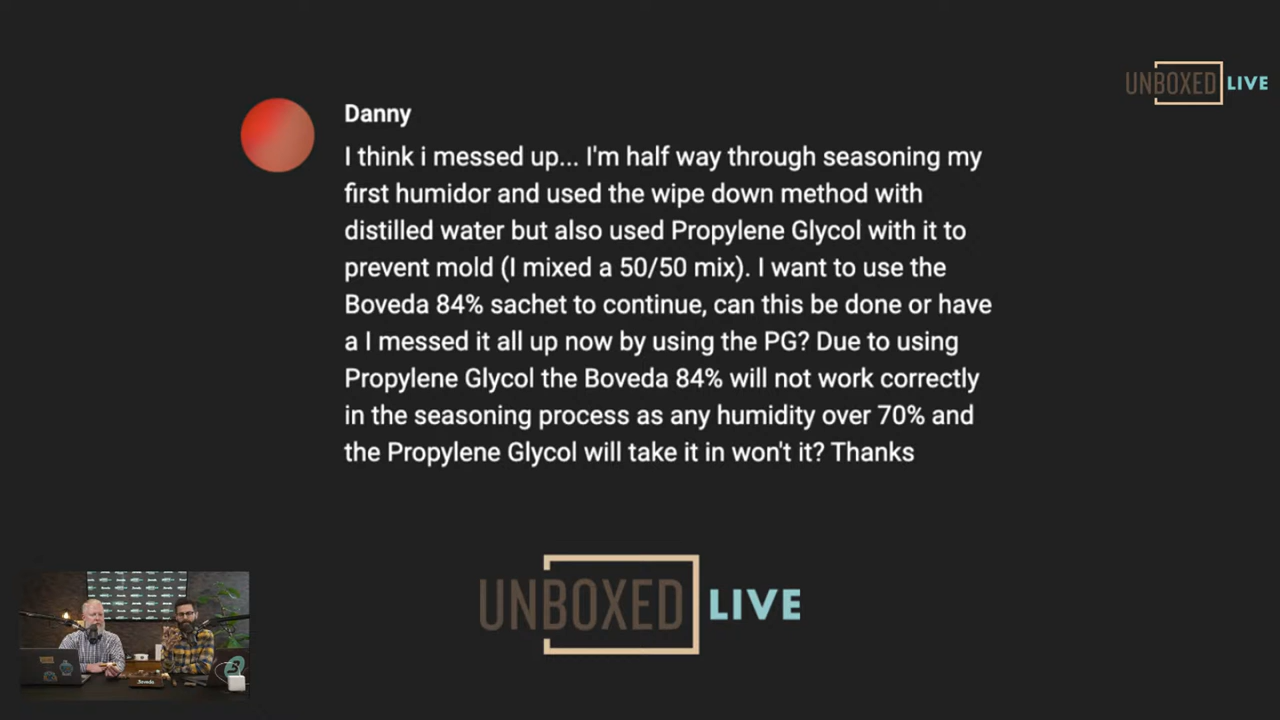 UNBOXED LIVE
Danny
I think i messed up... I'm half way through seasoning my
first humidor and used the wipe down method with
distilled water but also used Propylene Glycol with it to
prevent mold (I mixed a 50/50 mix). I want to use the
Boveda 84% sachet to continue, can this be done or have
a I messed it all up now by using the PG? Due to using
Propylene Glycol the Boveda 84% will not work correctly
in the seasoning process as any humidity over 70% and
the Propylene Glycol will take it in won't it? Thanks
UNBOXED LIVE
Boveda